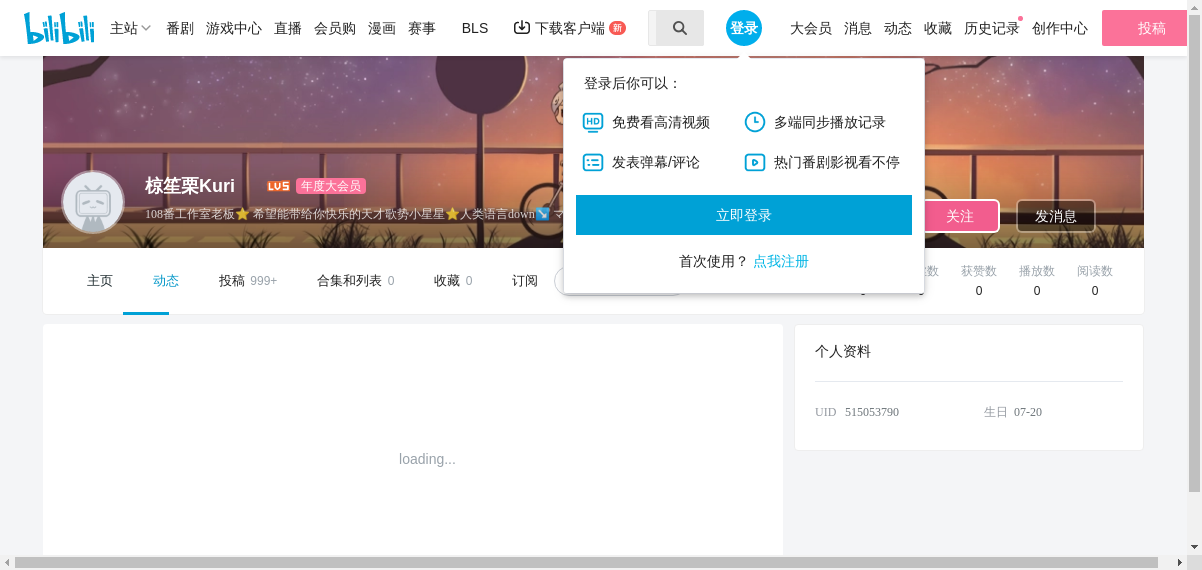 bilibili 主站 番剧 游戏中心 直播 会员购 漫画 赛事 BLS 下载客户端 新 登录 大会员 消息 动态 收藏 历史记录 创作中心 投稿
登录后你可以：
HD 免费看高清视频 多端同步播放记录
发表弹幕/评论 热门番剧影视看不停
立即登录
首次使用？ 点我注册
椋笙栗Kuri LV5 年度大会员
108番工作室老板⭐ 希望能带给你快乐的天才歌势小星星⭐人类语言down↘️ マ
关注 发消息
主页 动态 投稿 999+ 合集和列表 0 收藏 0 订阅
数 获赞数 播放数 阅读数
0 0 0
个人资料
UID 515053790 生日 07-20
loading...